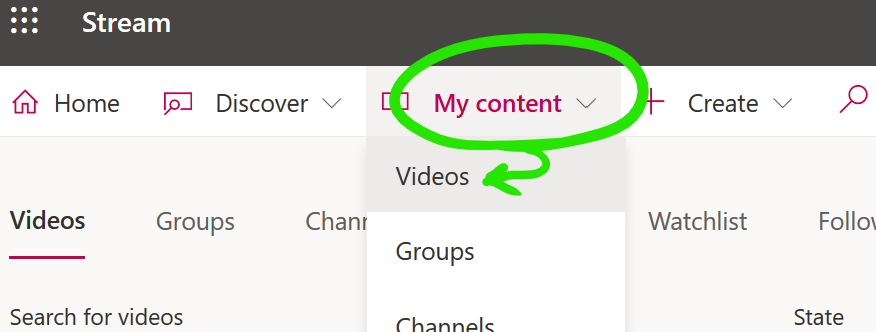 Stream
Home Discover My content Create
Videos
Videos Groups Watchlist
Groups
Channels
Search for videos State